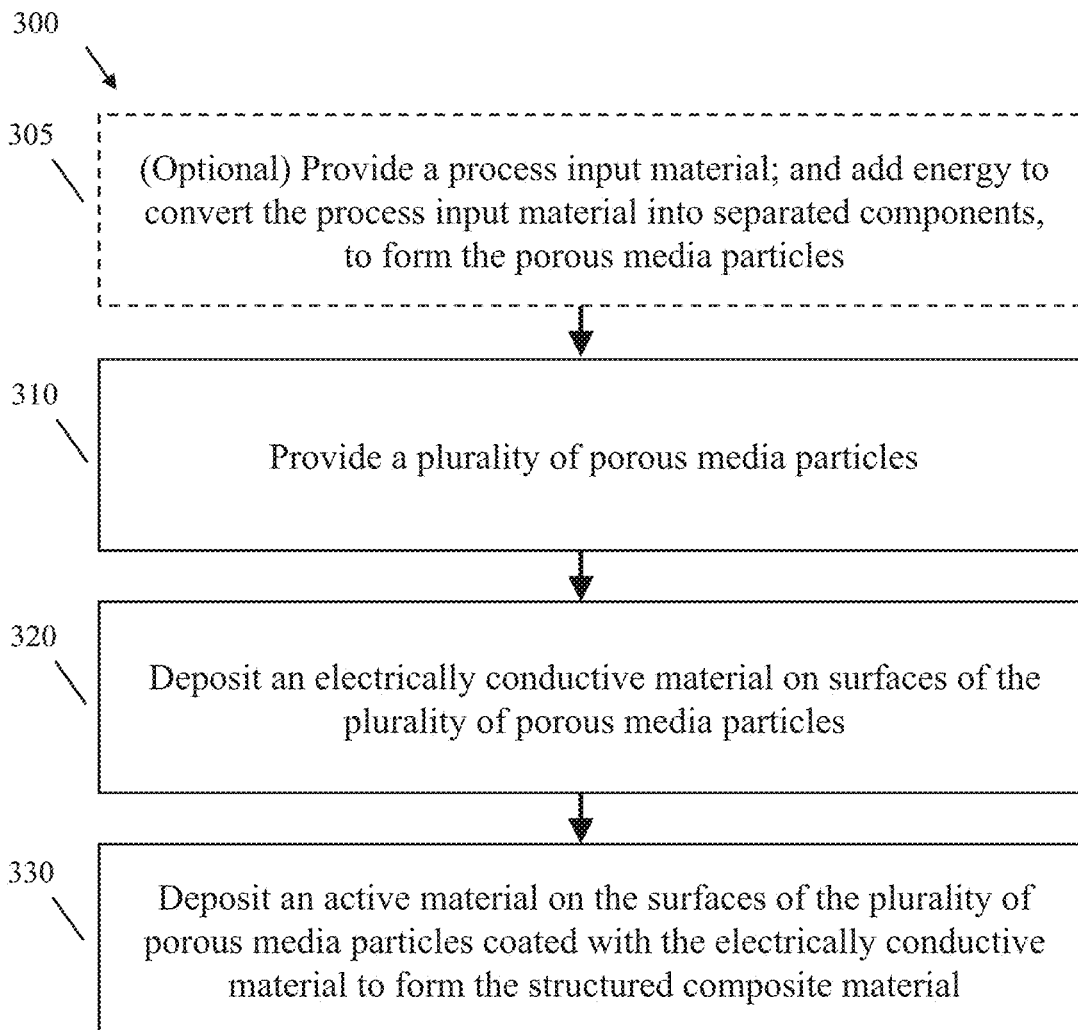 300
305
(Optional) Provide a process input material; and add energy to
convert the process input material into separated components,
to form the porous media particles
310
Provide a plurality of porous media particles
320
Deposit an electrically conductive material on surfaces of the
plurality of porous media particles
330
Deposit an active material on the surfaces of the plurality of
porous media particles coated with the electrically conductive
material to form the structured composite material